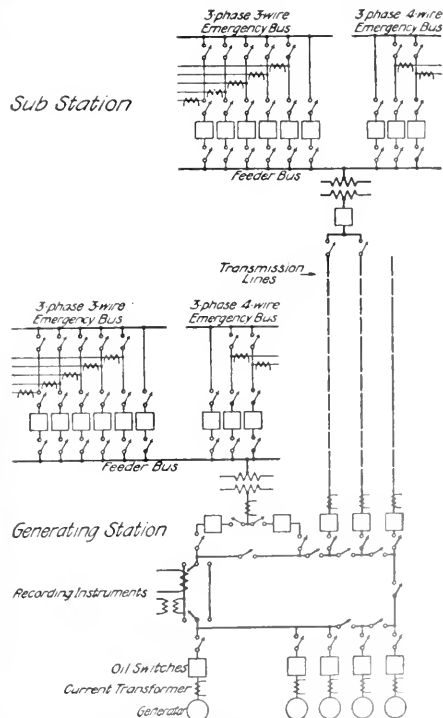 3-phase 3-wire
Emergency Bus
3 phase 4-wire
Emergency Bus
Sub Station
Feeder Bus
Transmission
Lines
3-phase 3-wire
Emergency Bus
3-phase 4-wire
Emergency Bus
Feeder Bus
Generating Station
Recording Instruments
Oil Switches
Current Transformer
Generator